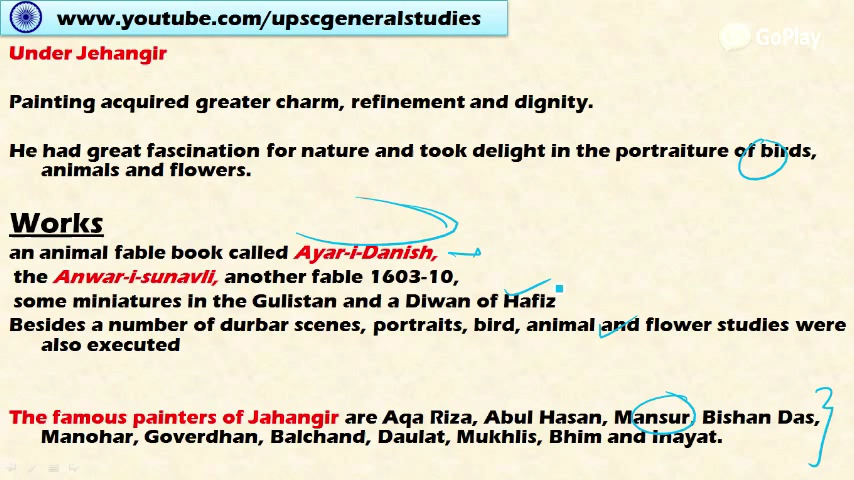 www.youtube.com/upscgeneralstudies
GoPlay
Under Jehangir
Painting acquired greater charm, refinement and dignity.
He had great fascination for nature and took delight in the portraiture of birds,
animals and flowers.
Works
an animal fable book called Ayar-i-Danish,
the Anwar-i-sunavli, another fable 1603-10,
some miniatures in the Gulistan and a Diwan of Hafiz
Besides a number of durbar scenes, portraits, bird, animal and flower studies were
also executed
The famous painters of Jahangir are Aqa Riza, Abul Hasan, Mansur, Bishan Das,
Manohar, Goverdhan, Balchand, Daulat, Mukhlis, Bhim and Inayat.